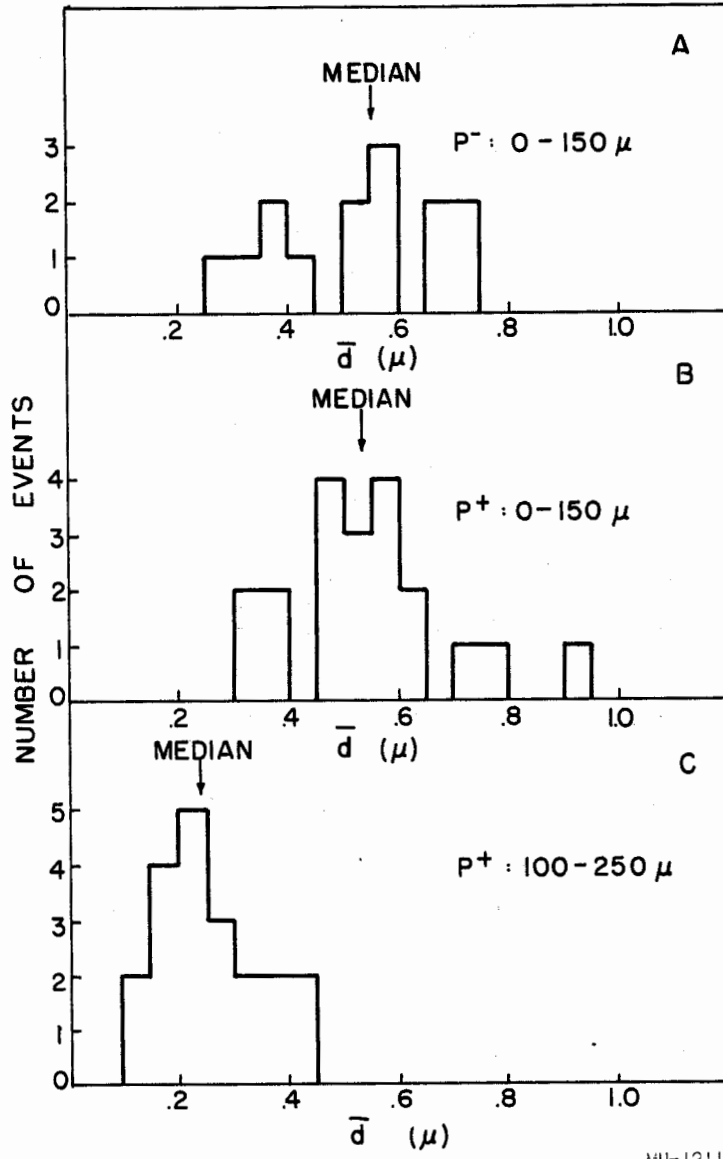 A
MEDIAN
P⁻ : 0 – 150 μ
3
2
1
0
.2 .4 .6 .8 1.0
d̄ (μ)
B
MEDIAN
P⁺ : 0 – 150 μ
4
3
2
1
0
.2 .4 .6 .8 1.0
d̄ (μ)
NUMBER OF EVENTS
C
MEDIAN
P⁺ : 100 – 250 μ
5
4
3
2
1
0
.2 .4 .6 .8 1.0
d̄ (μ)